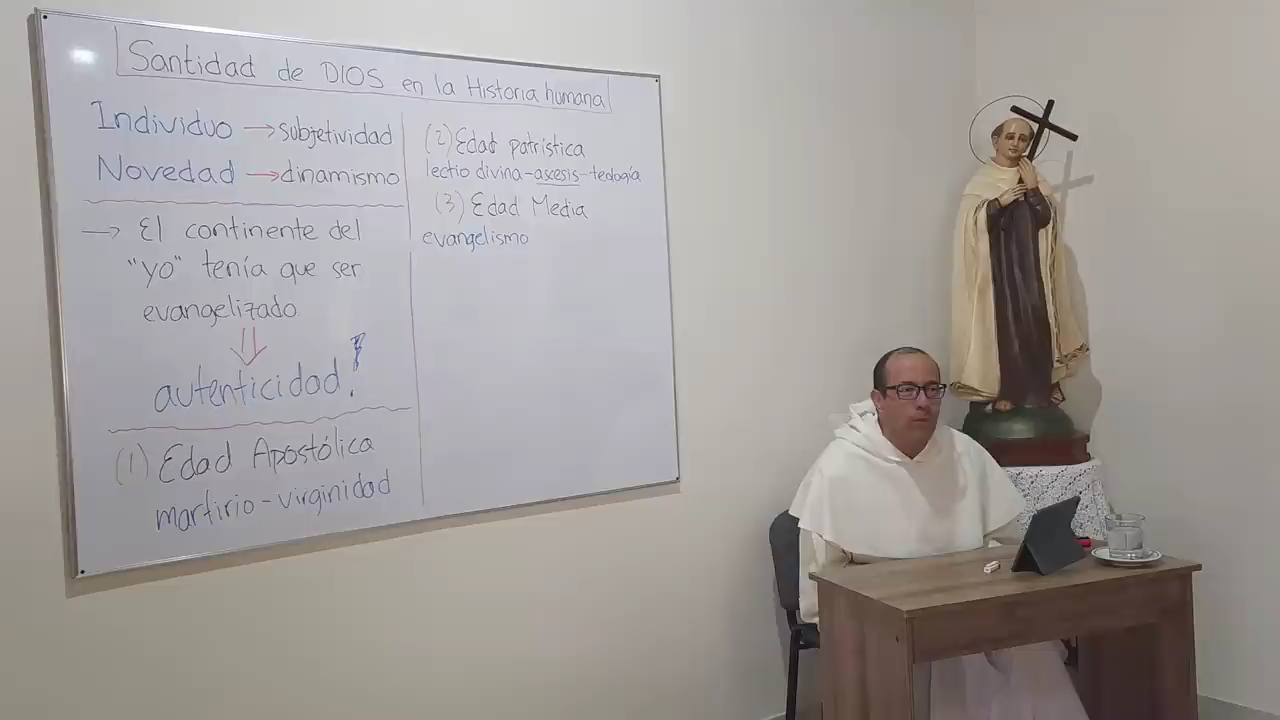 Santidad de DIOS en la Historia humana
Individuo → subjetividad
Novedad → dinamismo
→ El continente del
"yo" tenía que ser
evangelizado.
autenticidad!
(1) Edad Apostólica
martirio - virginidad
(2) Edad patrística
lectio divina - ascesis - teología
(3) Edad Media
evangelismo